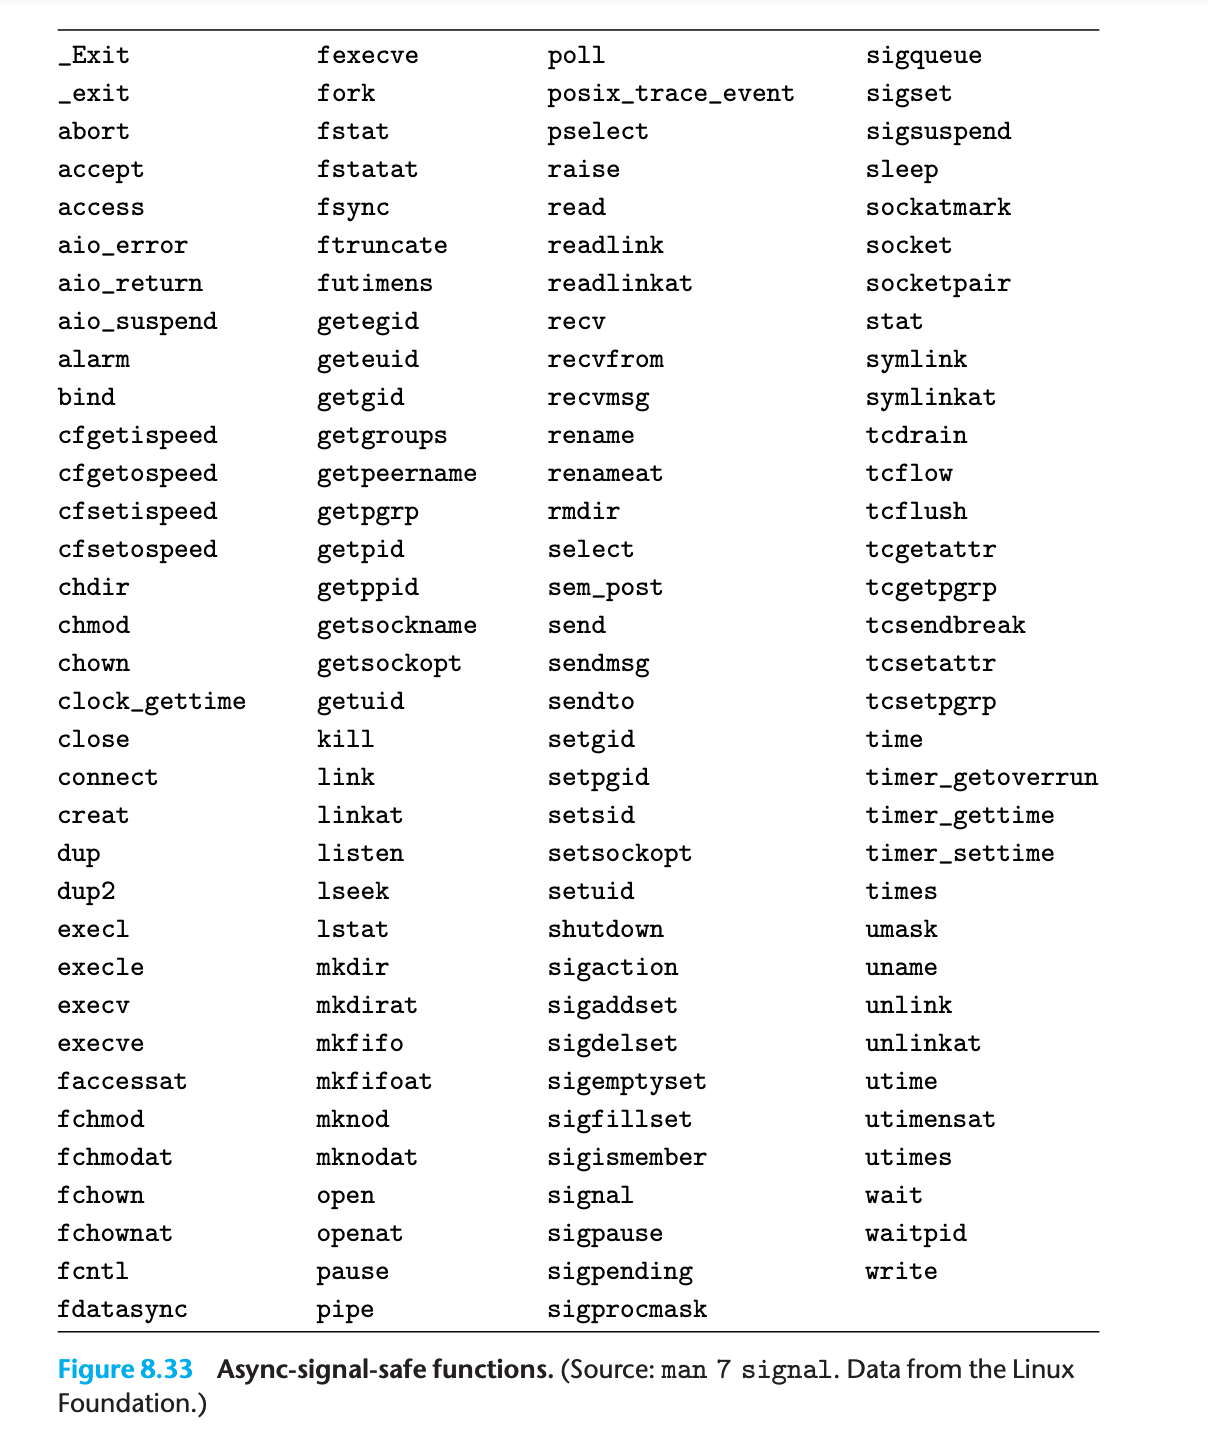 _Exit fexecve poll sigqueue
_exit fork posix_trace_event sigset
abort fstat pselect sigsuspend
accept fstatat raise sleep
access fsync read sockatmark
aio_error ftruncate readlink socket
aio_return futimens readlinkat socketpair
aio_suspend getegid recv stat
alarm geteuid recvfrom symlink
bind getgid recvmsg symlinkat
cfgetispeed getgroups rename tcdrain
cfgetospeed getpeername renameat tcflow
cfsetispeed getpgrp rmdir tcflush
cfsetospeed getpid select tcgetattr
chdir getppid sem_post tcgetpgrp
chmod getsockname send tcsendbreak
chown getsockopt sendmsg tcsetattr
clock_gettime getuid sendto tcsetpgrp
close kill setgid time
connect link setpgid timer_getoverrun
creat linkat setsid timer_gettime
dup listen setsockopt timer_settime
dup2 lseek setuid times
execl lstat shutdown umask
execle mkdir sigaction uname
execv mkdirat sigaddset unlink
execve mkfifo sigdelset unlinkat
faccessat mkfifoat sigemptyset utime
fchmod mknod sigfillset utimensat
fchmodat mknodat sigismember utimes
fchown open signal wait
fchownat openat sigpause waitpid
fcntl pause sigpending write
fdatasync pipe sigprocmask
Figure 8.33 Async-signal-safe functions. (Source: man 7 signal. Data from the Linux
Foundation.)